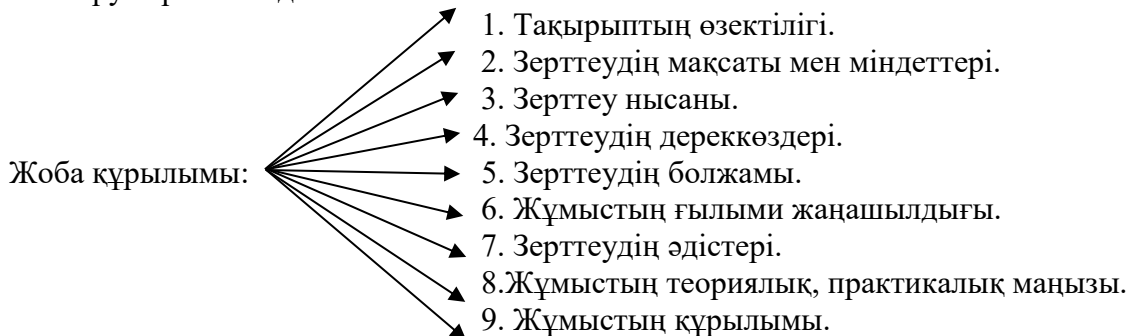 1. Тақырыптың өзектілігі.
2. Зерттеудің мақсаты мен міндеттері.
3. Зерттеу нысаны.
4. Зерттеудің дереккөздері.
Жоба құрылымы:
5. Зерттеудің болжамы.
6. Жұмыстың ғылыми жаңашылдығы.
7. Зерттеудің әдістері.
8.Жұмыстың теориялық, практикалық маңызы.
9. Жұмыстың құрылымы.